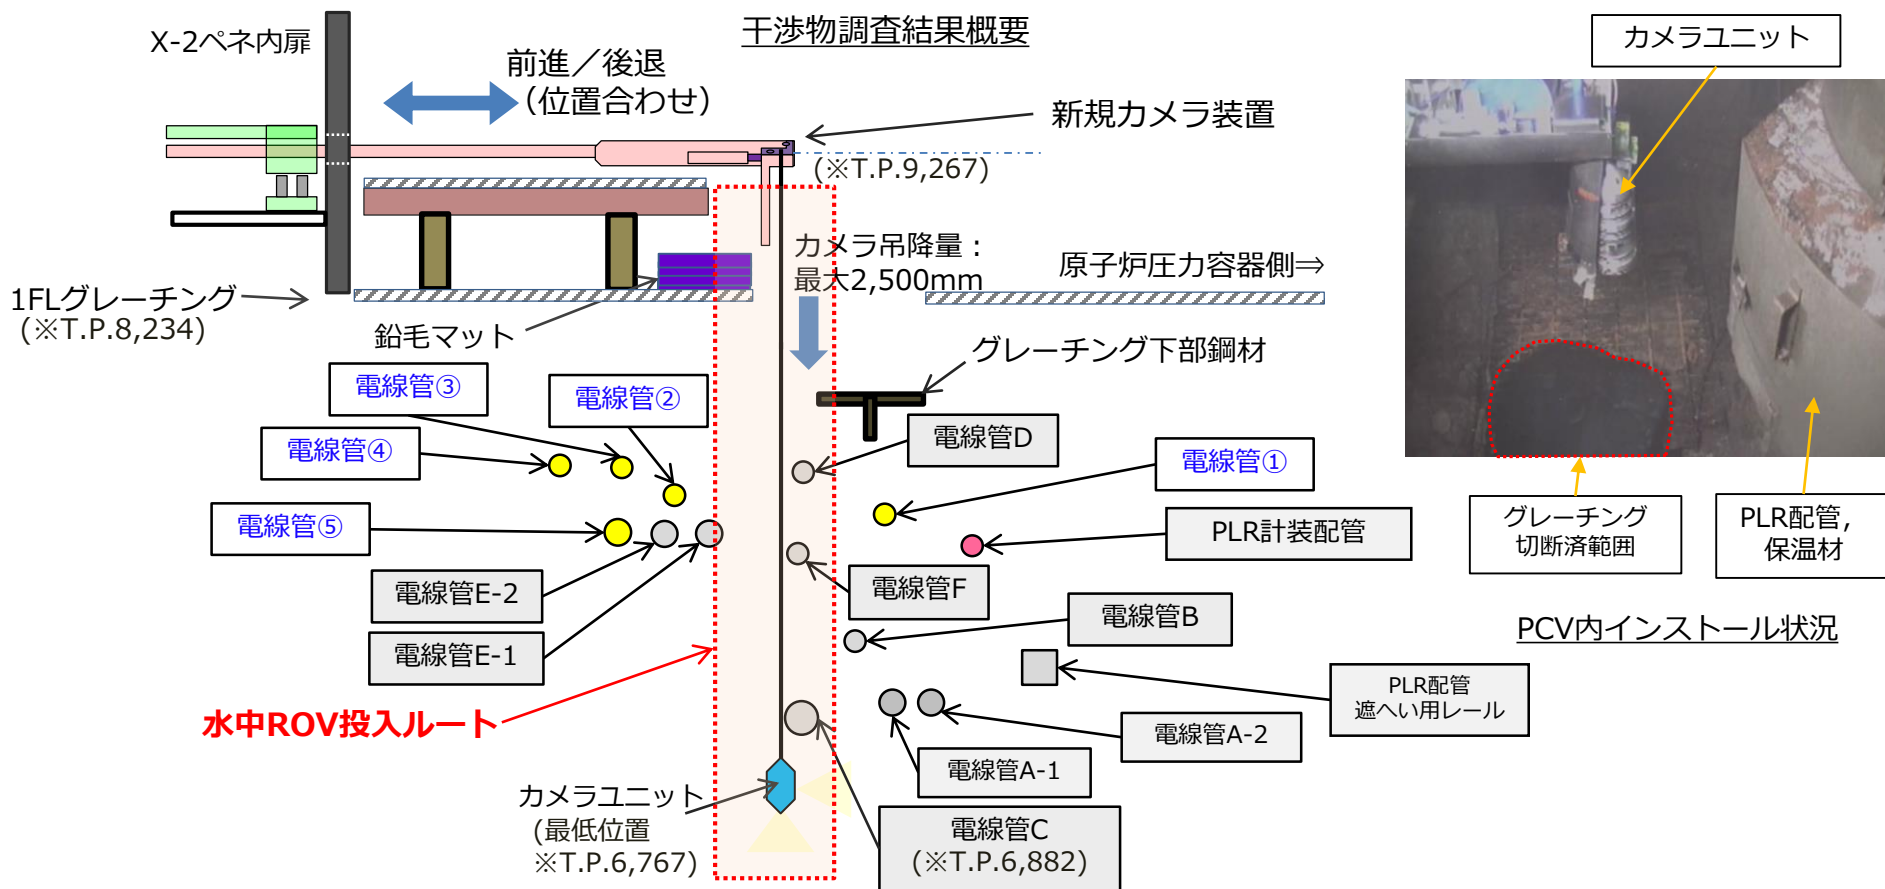 干渉物調査結果概要
X-2ペネ内扉
前進／後退
（位置合わせ）
新規カメラ装置
(※T.P.9,267)
カメラ吊降量：
最大2,500mm
原子炉圧力容器側⇒
1FLグレーチング
(※T.P.8,234)
鉛毛マット
グレーチング下部鋼材
電線管③
電線管②
電線管④
電線管⑤
電線管D
電線管①
PLR計装配管
電線管E-2
電線管F
電線管B
電線管E-1
PLR配管
遮へい用レール
水中ROV投入ルート
電線管A-2
電線管A-1
カメラユニット
(最低位置
※T.P.6,767)
電線管C
(※T.P.6,882)
カメラユニット
グレーチング
切断済範囲
PLR配管，
保温材
PCV内インストール状況